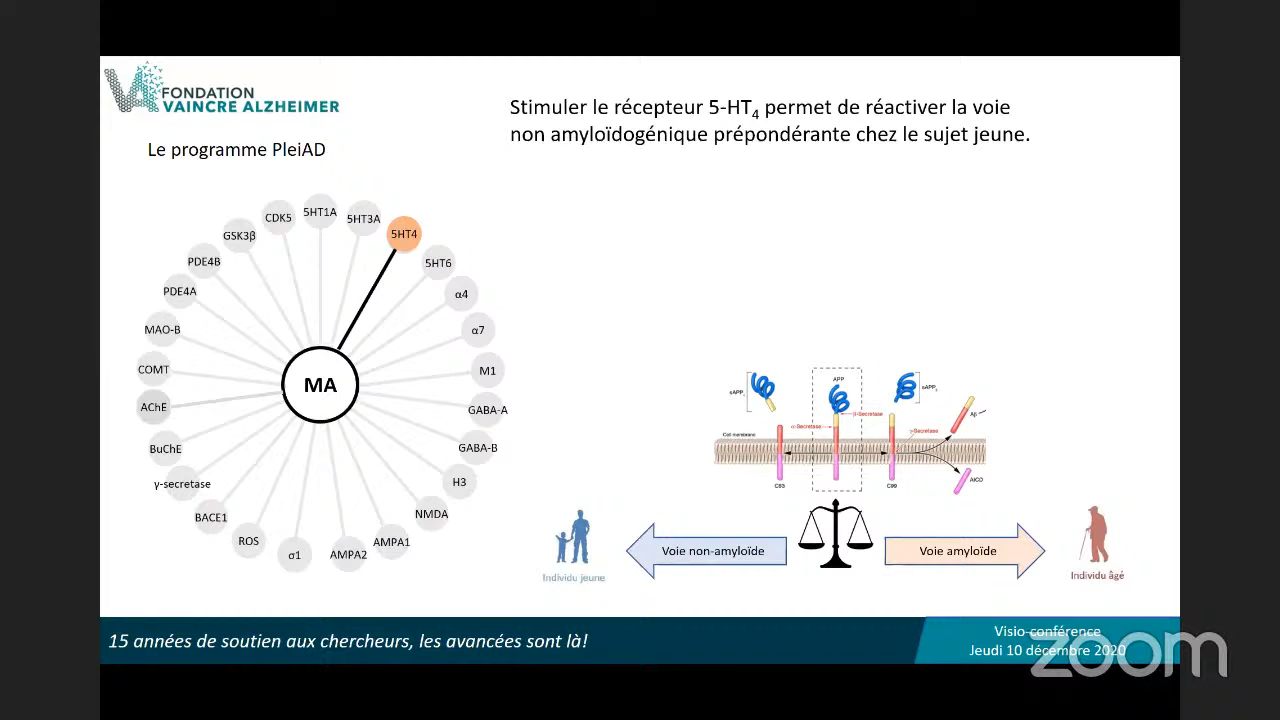 FONDATION
VAINCRE ALZHEIMER
Stimuler le récepteur 5-HT4 permet de réactiver la voie
non amyloïdogénique prépondérante chez le sujet jeune.
Le programme PleiAD
5HT1A
5HT3A
5HT4
5HT6
α4
α7
M1
GABA-A
GABA-B
H3
NMDA
AMPA1
AMPA2
σ1
ROS
BACE1
γ-secretase
BuChE
AChE
COMT
MAO-B
PDE4A
PDE4B
GSK3β
CDK5
MA
APP
β-Secretase
α-Secretase
γ-Secretase
Cell membrane
Aβ
AICD
C83
C99
Voie non-amyloïde
Voie amyloïde
Individu jeune
Individu âgé
15 années de soutien aux chercheurs, les avancées sont là!
Visio-conférence
Jeudi 10 décembre 2020
zoom